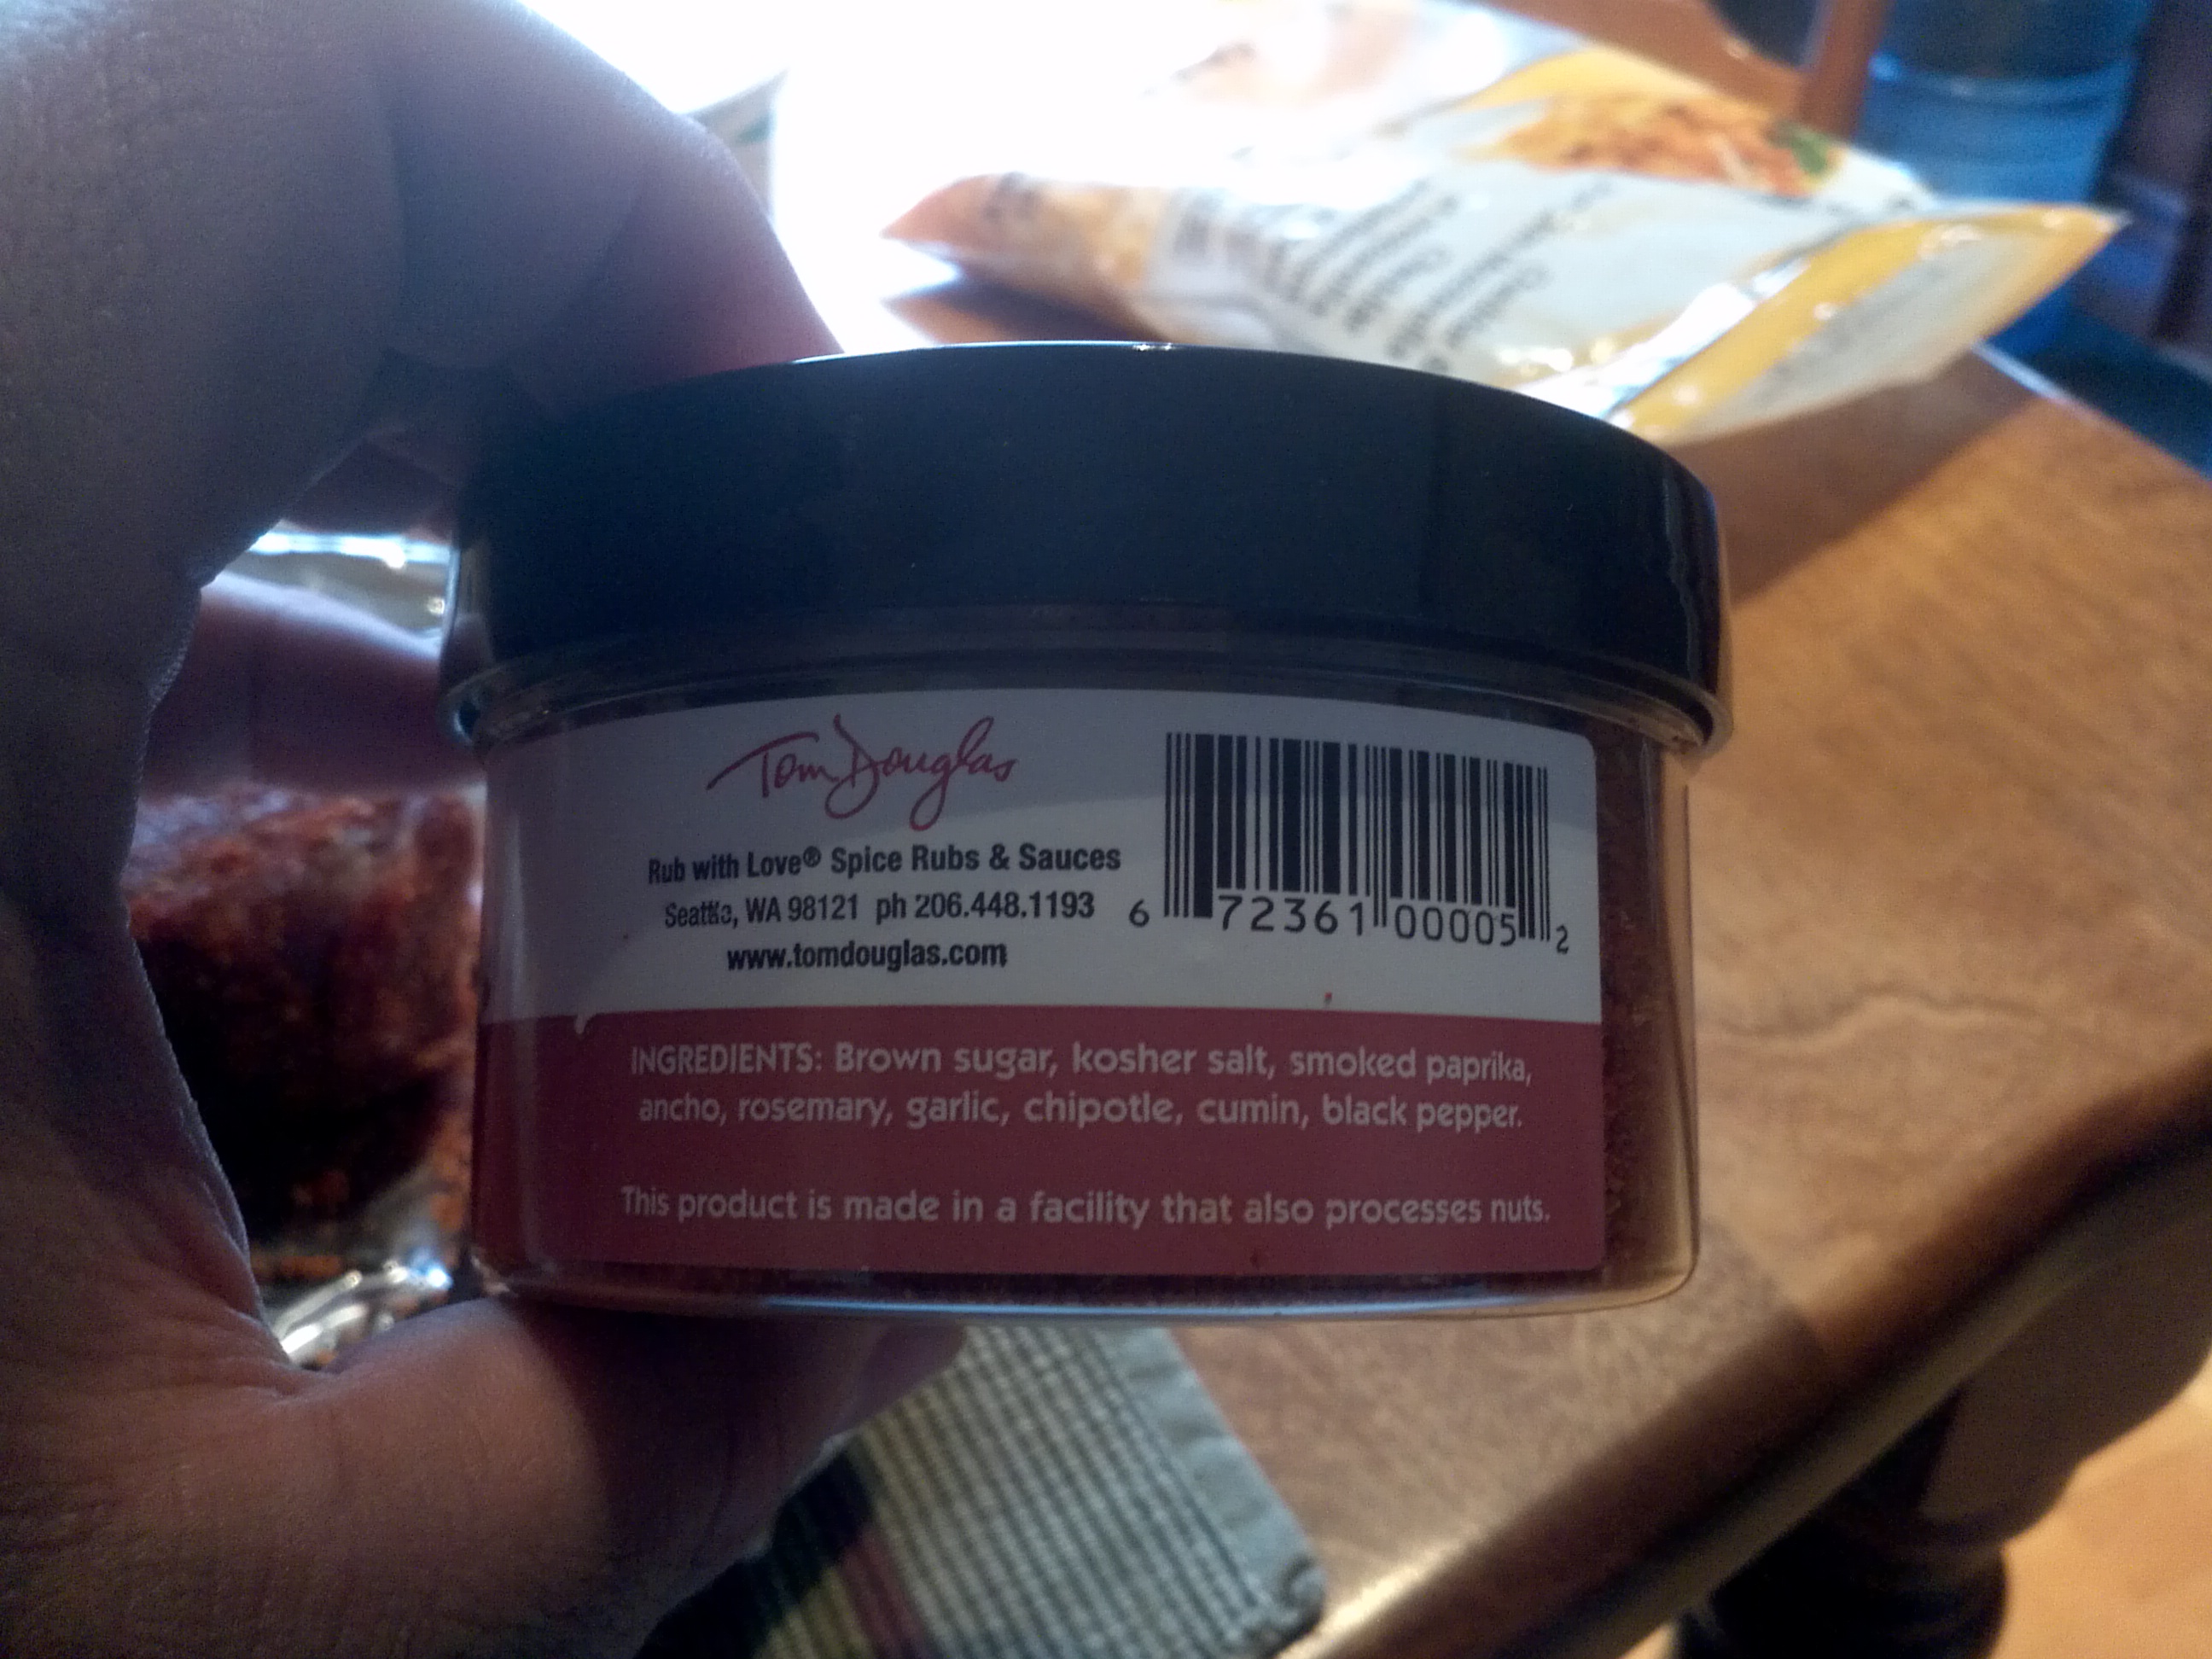 Tom Douglas
Rub with Love® Spice Rubs & Sauces
Seattle, WA 98121 ph 206.448.1193
www.tomdouglas.com
6 72361 00005 2
INGREDIENTS: Brown sugar, kosher salt, smoked paprika,
ancho, rosemary, garlic, chipotle, cumin, black pepper.
This product is made in a facility that also processes nuts.